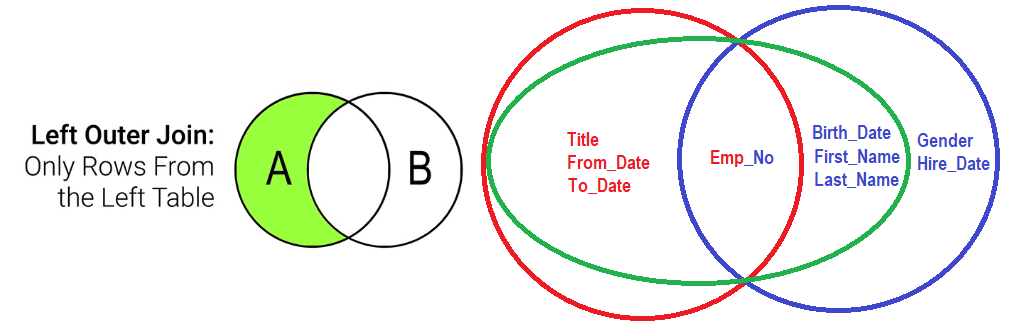 Left Outer Join:
Only Rows From
the Left Table
A
B
Title
From_Date
To_Date
Emp_No
Birth_Date
First_Name
Last_Name
Gender
Hire_Date